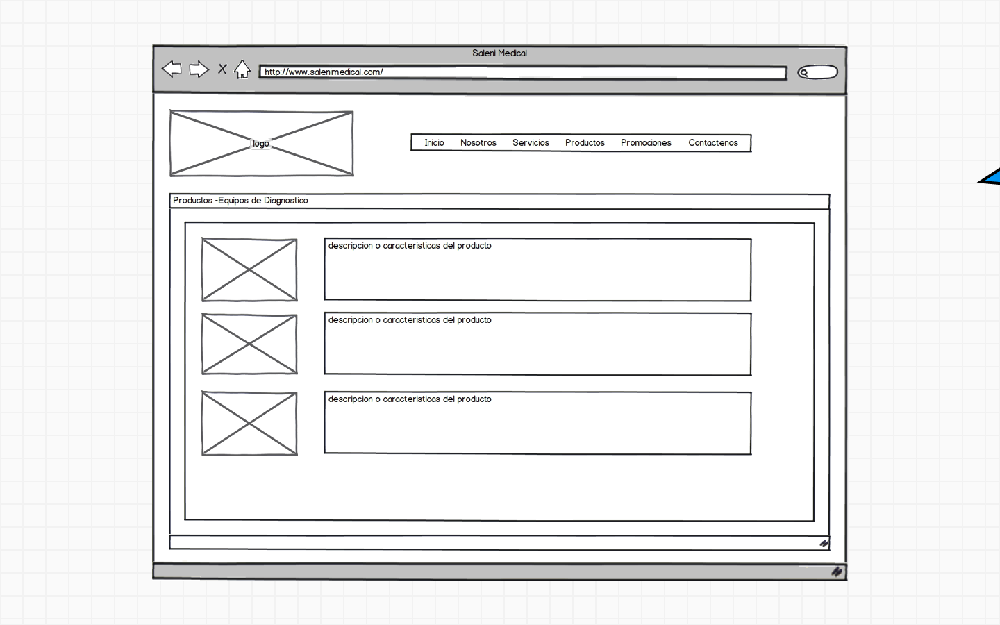 Saleni Medical
http://www.salenimedical.com/
logo
Inicio Nosotros Servicios Productos Promociones Contactenos
Productos -Equipos de Diagnostico
descripcion o caracteristicas del producto
descripcion o caracteristicas del producto
descripcion o caracteristicas del producto